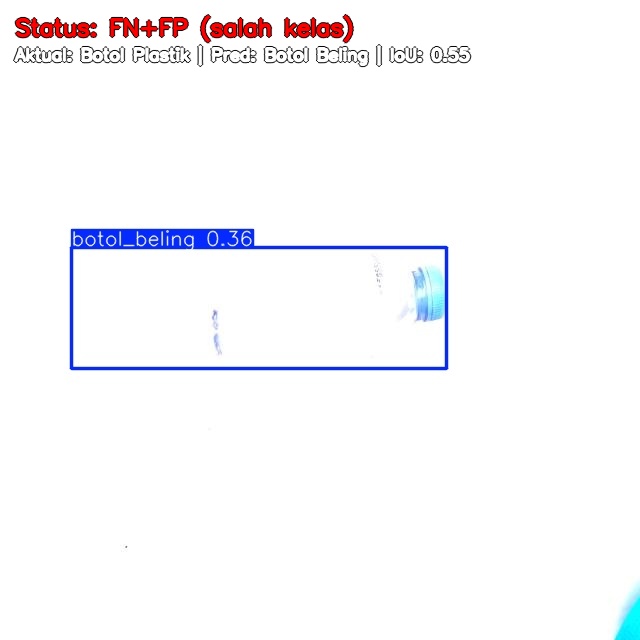 Status: FN+FP (salah kelas)
Aktual: Botol Plastik | Pred: Botol Beling | IoU: 0.55
botol_beling 0.36